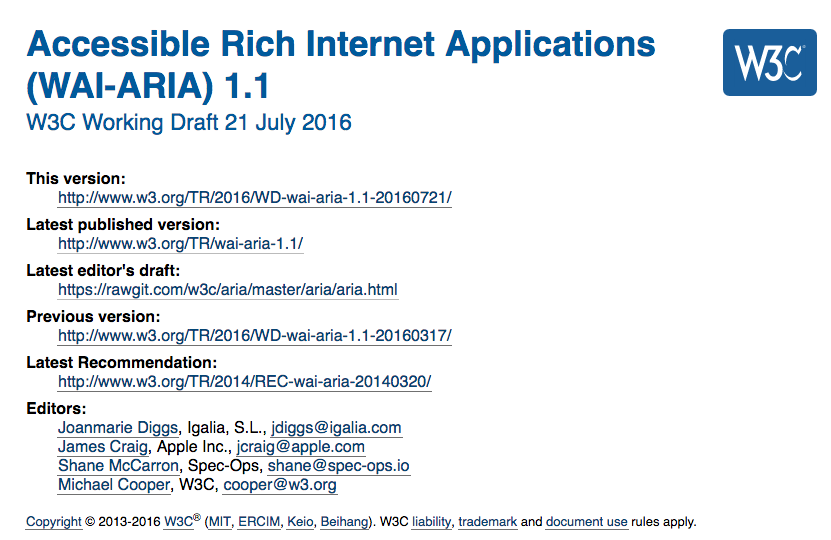 Accessible Rich Internet Applications
(WAI-ARIA) 1.1
W3C
W3C Working Draft 21 July 2016
This version:
http://www.w3.org/TR/2016/WD-wai-aria-1.1-20160721/
Latest published version:
http://www.w3.org/TR/wai-aria-1.1/
Latest editor's draft:
https://rawgit.com/w3c/aria/master/aria/aria.html
Previous version:
http://www.w3.org/TR/2016/WD-wai-aria-1.1-20160317/
Latest Recommendation:
http://www.w3.org/TR/2014/REC-wai-aria-20140320/
Editors:
Joanmarie Diggs, Igalia, S.L., jdiggs@igalia.com
James Craig, Apple Inc., jcraig@apple.com
Shane McCarron, Spec-Ops, shane@spec-ops.io
Michael Cooper, W3C, cooper@w3.org
Copyright © 2013-2016 W3C® (MIT, ERCIM, Keio, Beihang). W3C liability, trademark and document use rules apply.